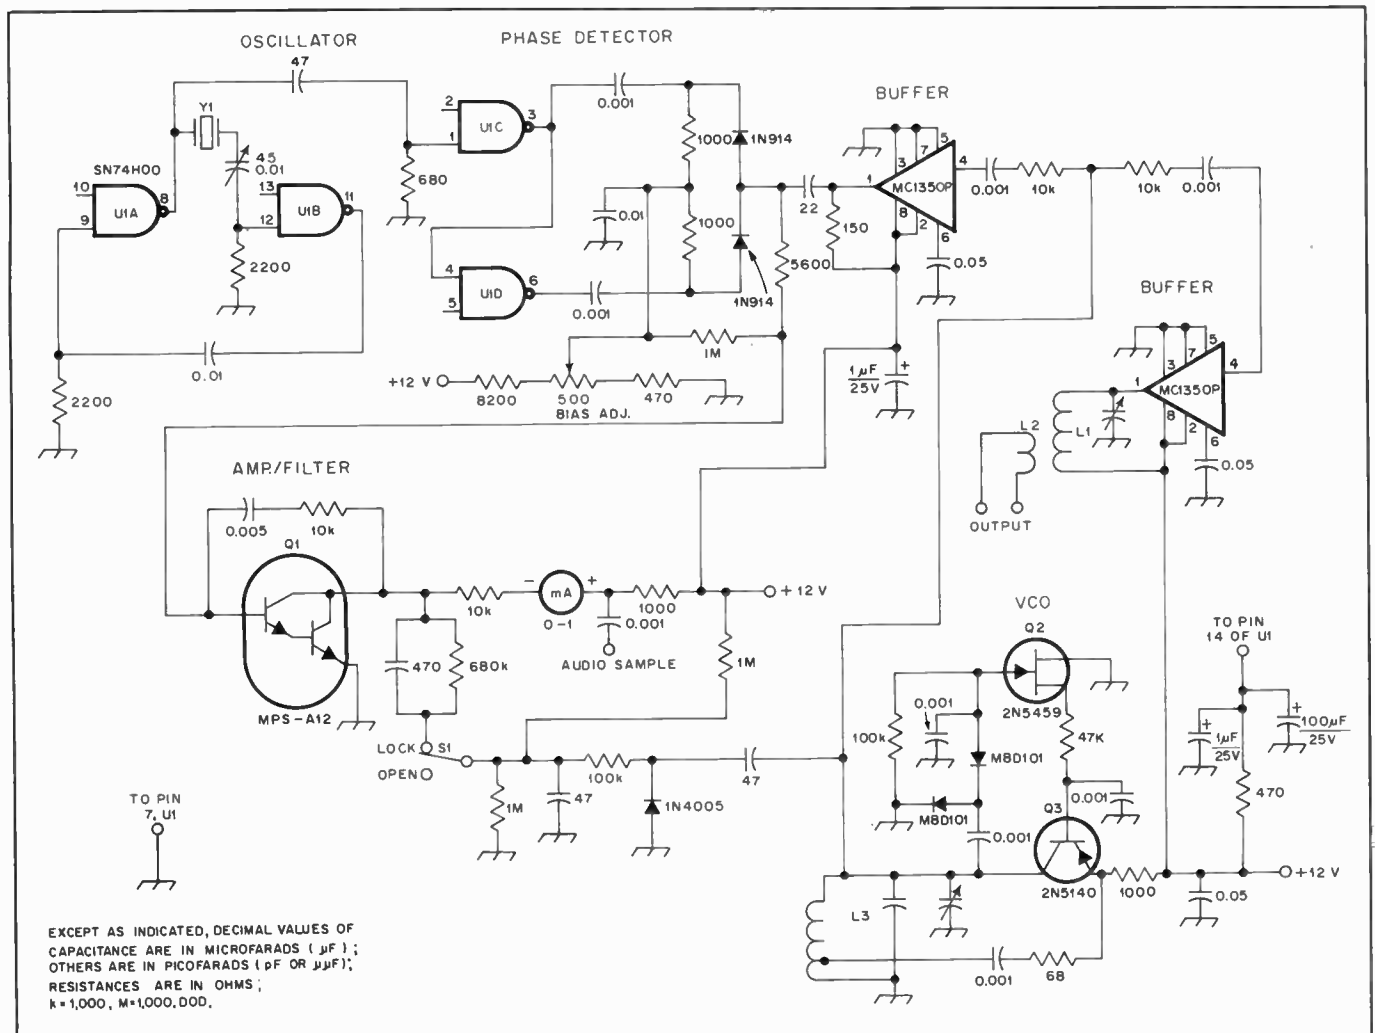 OSCILLATOR
PHASE DETECTOR
47
Y1
SN74H00
10
9
U1A
8
45
0.01
13
12
U1B
11
2200
2200
0.01
680
2
1
U1C
3
4
5
U1D
6
0.001
0.001
1000
1000
0.01
1N914
1N914
5600
1M
+12 V
8200
500
BIAS ADJ.
470
BUFFER
22
150
1
3
7
5
4
MC1350P
8
2
6
0.05
0.001
10k
10k
0.001
1µF
25V
+
BUFFER
1
3
7
5
4
MC1350P
8
2
6
0.05
L2
L1
OUTPUT
AMP./FILTER
0.005
10k
Q1
MPS-A12
10k
-
mA
+
0-1
1000
0.001
AUDIO SAMPLE
+12 V
470
680k
1M
LOCK
S1
OPEN
1M
47
100k
1N4005
47
VCO
Q2
2N5459
0.001
100k
MBD101
MBD101
47K
0.001
0.001
Q3
2N5140
1000
L3
0.001
68
TO PIN
14 OF U1
+
1µF
25V
+
100µF
25V
470
0.05
+12 V
TO PIN
7, U1
EXCEPT AS INDICATED, DECIMAL VALUES OF
CAPACITANCE ARE IN MICROFARADS ( µF ) ;
OTHERS ARE IN PICOFARADS ( pF OR µµF);
RESISTANCES ARE IN OHMS ;
k = 1,000 , M=1,000,000.